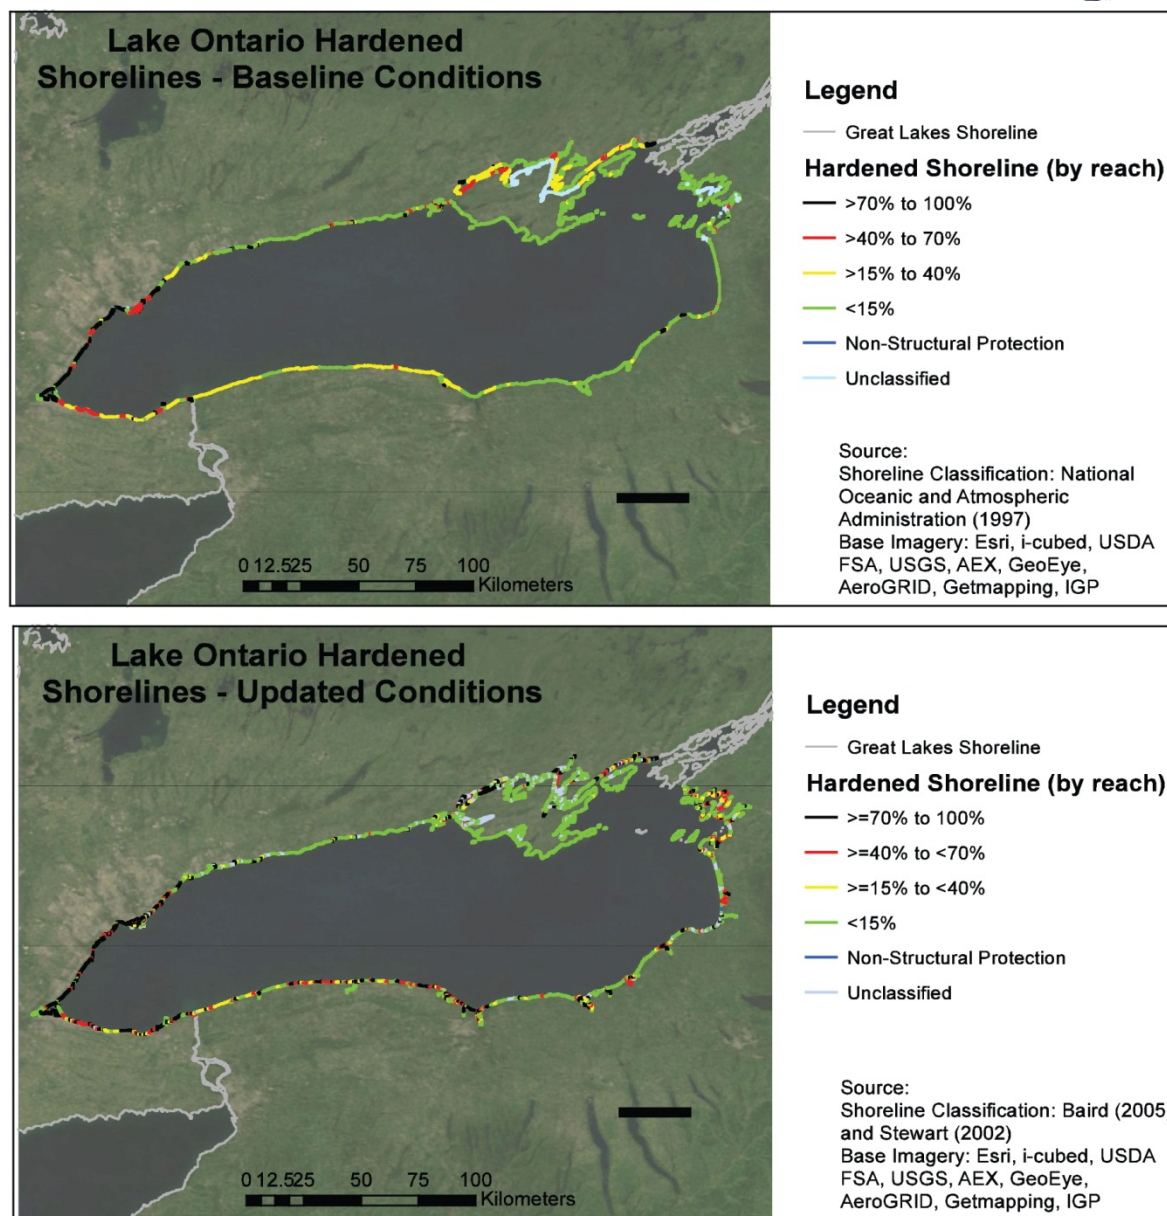 Lake Ontario Hardened
Shorelines - Baseline Conditions
0 12.525 50 75 100
Kilometers
Legend
Great Lakes Shoreline
Hardened Shoreline (by reach)
>70% to 100%
>40% to 70%
>15% to 40%
<15%
Non-Structural Protection
Unclassified
Source:
Shoreline Classification: National
Oceanic and Atmospheric
Administration (1997)
Base Imagery: Esri, i-cubed, USDA
FSA, USGS, AEX, GeoEye,
AeroGRID, Getmapping, IGP
Lake Ontario Hardened
Shorelines - Updated Conditions
0 12.525 50 75 100
Kilometers
Legend
Great Lakes Shoreline
Hardened Shoreline (by reach)
>=70% to 100%
>=40% to <70%
>=15% to <40%
<15%
Non-Structural Protection
Unclassified
Source:
Shoreline Classification: Baird (2005)
and Stewart (2002)
Base Imagery: Esri, i-cubed, USDA
FSA, USGS, AEX, GeoEye,
AeroGRID, Getmapping, IGP